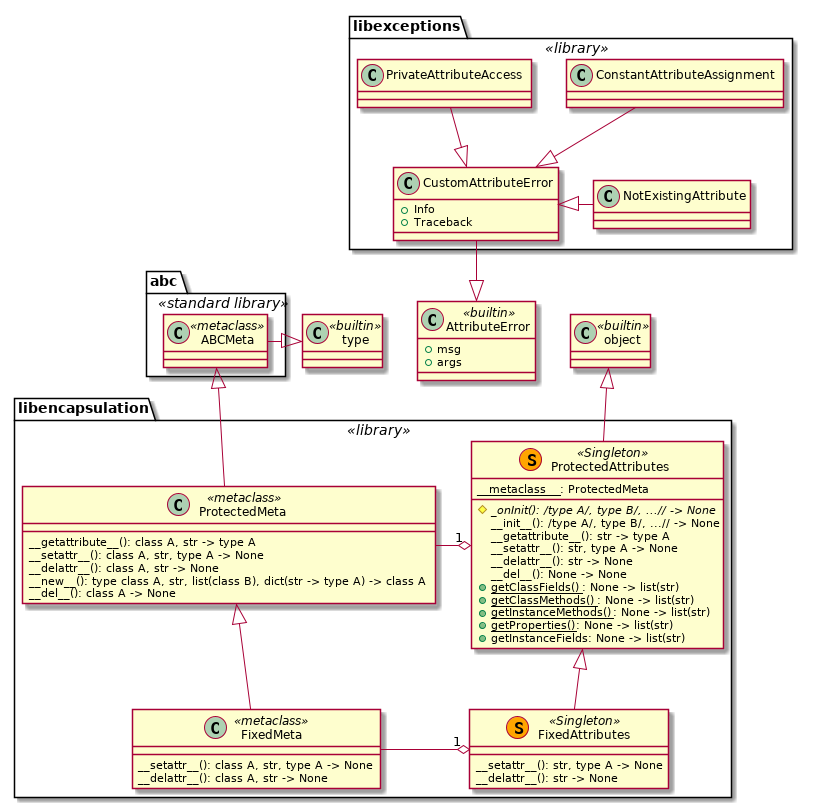 libexceptions
«library»
C PrivateAttributeAccess
C ConstantAttributeAssignment
C CustomAttributeError
Info
Traceback
C NotExistingAttribute
abc
«standard library»
C «metaclass»
ABCMeta
C «builtin»
type
C «builtin»
AttributeError
msg
args
C «builtin»
object
libencapsulation
«library»
C «metaclass»
ProtectedMeta
__getattribute__(): class A, str -> type A
__setattr__(): class A, str, type A -> None
__delattr__(): class A, str -> None
__new__(): type class A, str, list(class B), dict(str -> type A) -> class A
__del__(): class A -> None
1
S «Singleton»
ProtectedAttributes
__metaclass__: ProtectedMeta
_onInit(): /type A/, type B/, ...// -> None
__init__(): /type A/, type B/, ...// -> None
__getattribute__(): str -> type A
__setattr__(): str, type A -> None
__delattr__(): str -> None
__del__(): None -> None
getClassFields() : None -> list(str)
getClassMethods() : None -> list(str)
getInstanceMethods(): None -> list(str)
getProperties(): None -> list(str)
getInstanceFields: None -> list(str)
C «metaclass»
FixedMeta
__setattr__(): class A, str, type A -> None
__delattr__(): class A, str -> None
1
S «Singleton»
FixedAttributes
__setattr__(): str, type A -> None
__delattr__(): str -> None